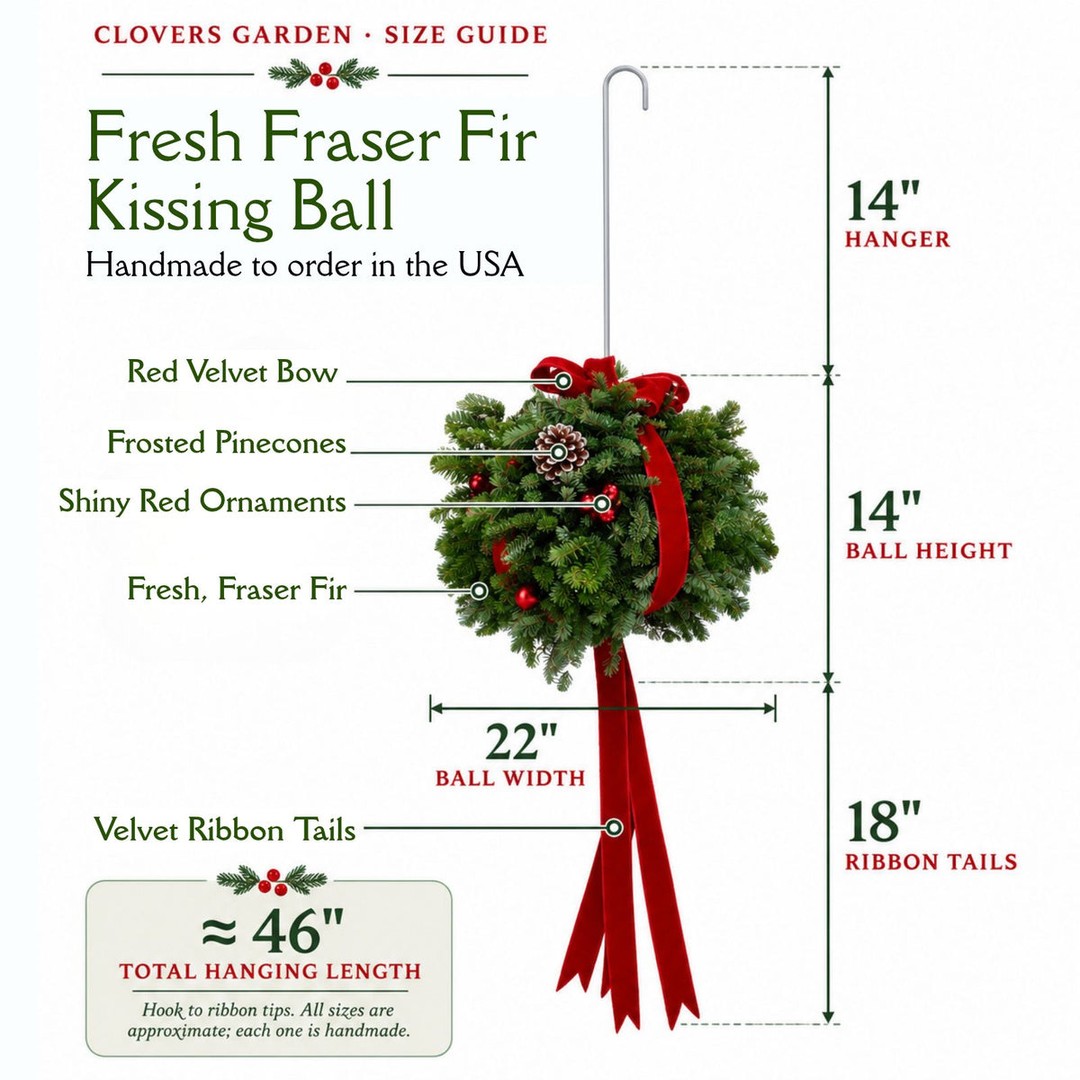 CLOVERS GARDEN · SIZE GUIDE
Fresh Fraser Fir
Kissing Ball
Handmade to order in the USA
14"
HANGER
Red Velvet Bow
Frosted Pinecones
Shiny Red Ornaments
14"
BALL HEIGHT
Fresh, Fraser Fir
22"
BALL WIDTH
Velvet Ribbon Tails
18"
RIBBON TAILS
≈ 46"
TOTAL HANGING LENGTH
Hook to ribbon tips. All sizes are
approximate; each one is handmade.